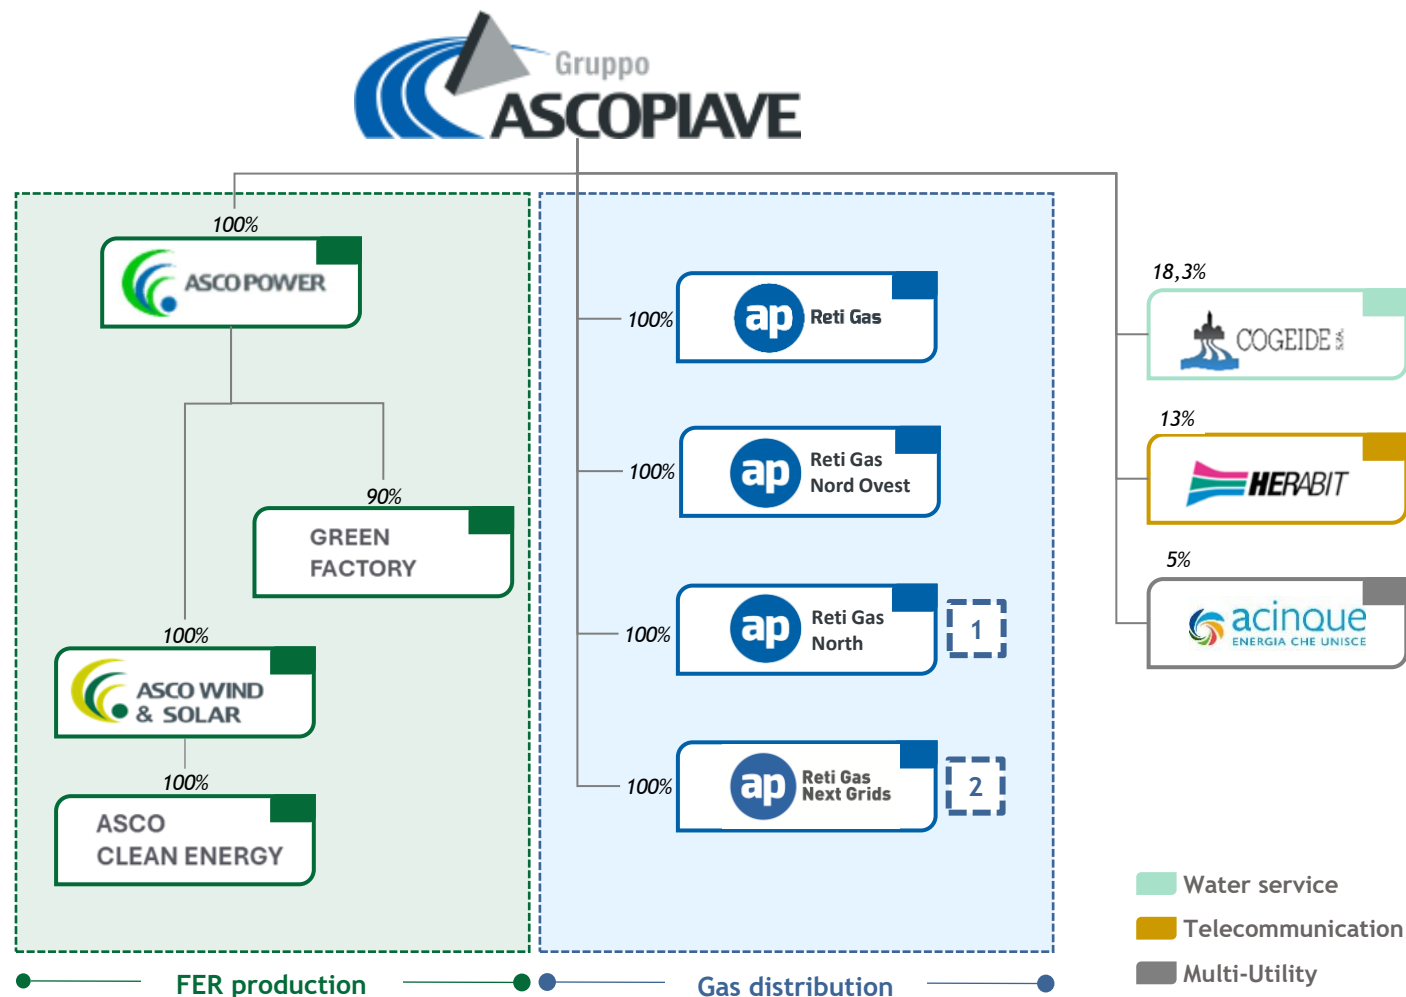 Gruppo
ASCOPIAVE
100%
ASCO POWER
90%
GREEN
FACTORY
100%
ASCO WIND
& SOLAR
100%
ASCO
CLEAN ENERGY
FER production
100%
ap
Reti Gas
100%
ap
Reti Gas
Nord Ovest
100%
ap
Reti Gas
North
1
100%
ap
Reti Gas
Next Grids
2
Gas distribution
18,3%
COGEIDE S.P.A.
13%
HERABIT
5%
acinque
ENERGIA CHE UNISCE
Water service
Telecommunication
Multi-Utility